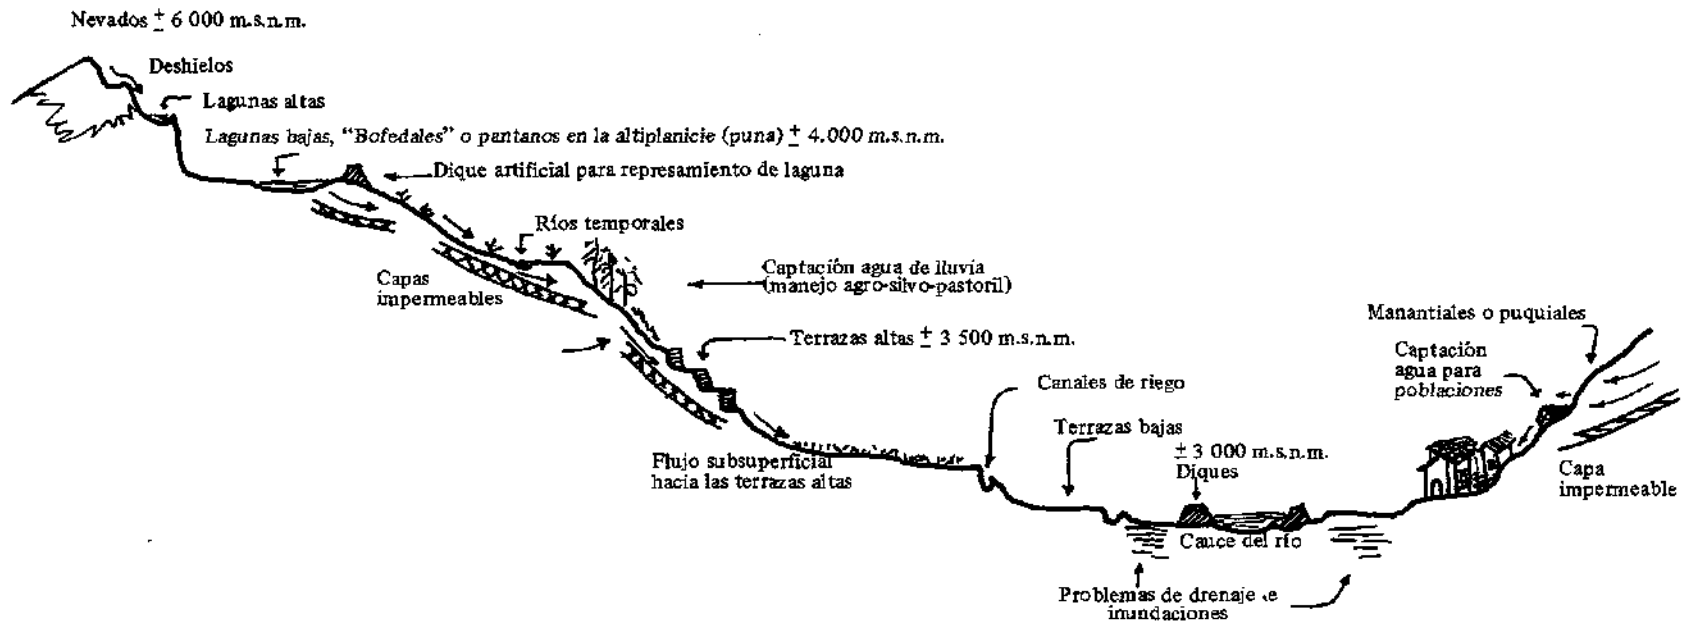 Nevados ± 6 000 m.s.n.m.
Deshielos
Lagunas altas
Lagunas bajas, “Bofedales” o pantanos en la altiplanicie (puna) ± 4.000 m.s.n.m.
Dique artificial para represamiento de laguna
Ríos temporales
Capas
impermeables
Captación agua de lluvia
(manejo agro-silvo-pastoril)
Terrazas altas ± 3 500 m.s.n.m.
Manantiales o puquiales
Captación
agua para
poblaciones
Canales de riego
Terrazas bajas
± 3 000 m.s.n.m.
Diques
Flujo subsuperficial
hacia las terrazas altas
Capa
impermeable
Cauce del río
Problemas de drenaje e
inundaciones